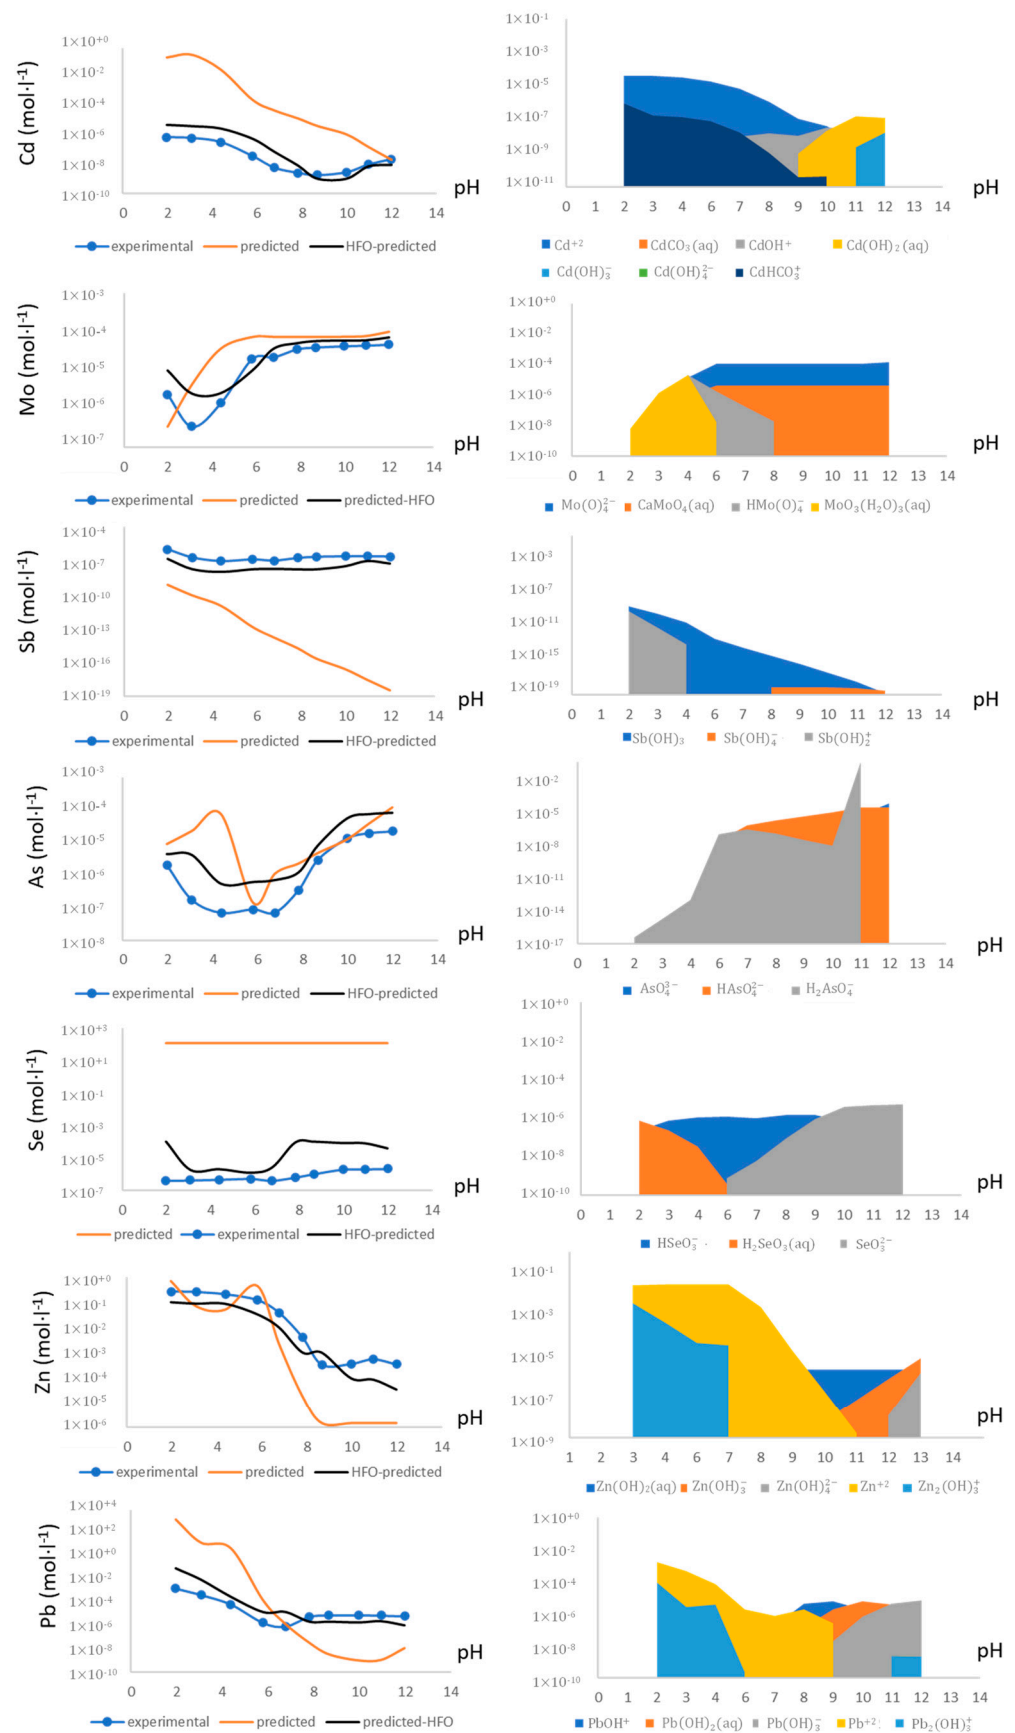 Cd (mol·l⁻¹)
1×10⁺⁰
1×10⁻²
1×10⁻⁴
1×10⁻⁶
1×10⁻⁸
1×10⁻¹⁰
0 2 4 6 8 10 12 14
pH
experimental predicted HFO-predicted
1×10⁻¹
1×10⁻³
1×10⁻⁵
1×10⁻⁷
1×10⁻⁹
1×10⁻¹¹
0 1 2 3 4 5 6 7 8 9 10 11 12 13 14
pH
Cd⁺² CdCO₃(aq) CdOH⁺ Cd(OH)₂(aq)
Cd(OH)₃⁻ Cd(OH)₄²⁻ CdHCO₃⁺
Mo (mol·l⁻¹)
1×10⁻³
1×10⁻⁴
1×10⁻⁵
1×10⁻⁶
1×10⁻⁷
0 2 4 6 8 10 12 14
pH
experimental predicted predicted-HFO
1×10⁺⁰
1×10⁻²
1×10⁻⁴
1×10⁻⁶
1×10⁻⁸
1×10⁻¹⁰
0 1 2 3 4 5 6 7 8 9 10 11 12 13 14
pH
Mo(O)₄²⁻ CaMoO₄(aq) HMo(O)₄⁻ MoO₃(H₂O)₃(aq)
Sb (mol·l⁻¹)
1×10⁻⁴
1×10⁻⁷
1×10⁻¹⁰
1×10⁻¹³
1×10⁻¹⁶
1×10⁻¹⁹
0 2 4 6 8 10 12 14
pH
experimental predicted HFO-predicted
1×10⁻³
1×10⁻⁷
1×10⁻¹¹
1×10⁻¹⁵
1×10⁻¹⁹
0 1 2 3 4 5 6 7 8 9 10 11 12 13 14
pH
Sb(OH)₃ Sb(OH)₄⁻ Sb(OH)₂⁺
As (mol·l⁻¹)
1×10⁻³
1×10⁻⁴
1×10⁻⁵
1×10⁻⁶
1×10⁻⁷
1×10⁻⁸
0 2 4 6 8 10 12 14
pH
experimental predicted HFO-predicted
1×10⁻²
1×10⁻⁵
1×10⁻⁸
1×10⁻¹¹
1×10⁻¹⁴
1×10⁻¹⁷
0 1 2 3 4 5 6 7 8 9 10 11 12 13 14
pH
AsO₄³⁻ HAsO₄²⁻ H₂AsO₄⁻
Se (mol·l⁻¹)
1×10⁺³
1×10⁺¹
1×10⁻¹
1×10⁻³
1×10⁻⁵
1×10⁻⁷
0 2 4 6 8 10 12 14
pH
predicted experimental HFO-predicted
1×10⁺⁰
1×10⁻²
1×10⁻⁴
1×10⁻⁶
1×10⁻⁸
1×10⁻¹⁰
0 1 2 3 4 5 6 7 8 9 10 11 12 13 14
pH
HSeO₃⁻ H₂SeO₃(aq) SeO₃²⁻
Zn (mol·l⁻¹)
1×10⁺⁰
1×10⁻¹
1×10⁻²
1×10⁻³
1×10⁻⁴
1×10⁻⁵
1×10⁻⁶
0 2 4 6 8 10 12 14
pH
experimental predicted HFO-predicted
1×10⁻¹
1×10⁻³
1×10⁻⁵
1×10⁻⁷
1×10⁻⁹
1 1 2 3 4 5 6 7 8 9 10 11 12 13 14
pH
Zn(OH)₂(aq) Zn(OH)₃⁻ Zn(OH)₄²⁻ Zn⁺² Zn₂(OH)₃⁺
Pb (mol·l⁻¹)
1×10⁺⁴
1×10⁺²
1×10⁺⁰
1×10⁻²
1×10⁻⁴
1×10⁻⁶
1×10⁻⁸
1×10⁻¹⁰
0 2 4 6 8 10 12 14
pH
experimental predicted predicted-HFO
1×10⁺⁰
1×10⁻²
1×10⁻⁴
1×10⁻⁶
1×10⁻⁸
1×10⁻¹⁰
0 1 2 3 4 5 6 7 8 9 10 11 12 13 14
pH
PbOH⁺ Pb(OH)₂(aq) Pb(OH)₃⁻ Pb⁺² Pb₂(OH)₃⁺